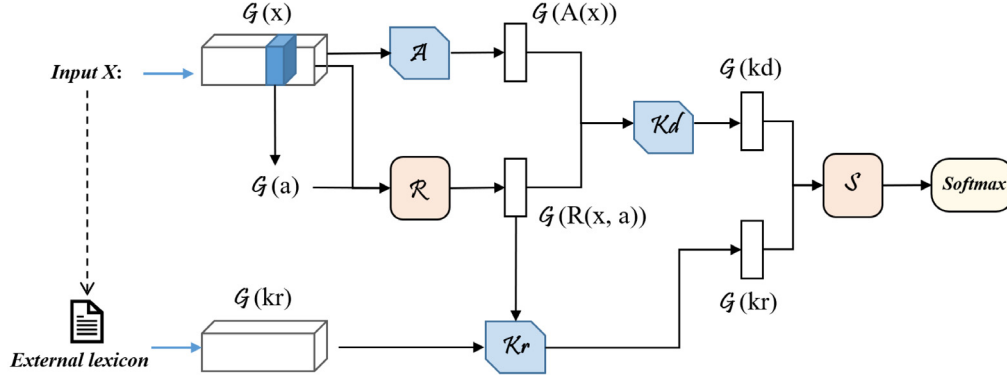 𝒢(x)
𝒢(A(x))
Input X:
𝒜
𝒢(kd)
𝒦d
𝒢(a)
ℛ
𝒮
Softmax
𝒢(R(x, a))
𝒢(kr)
𝒢(kr)
External lexicon
𝒦r